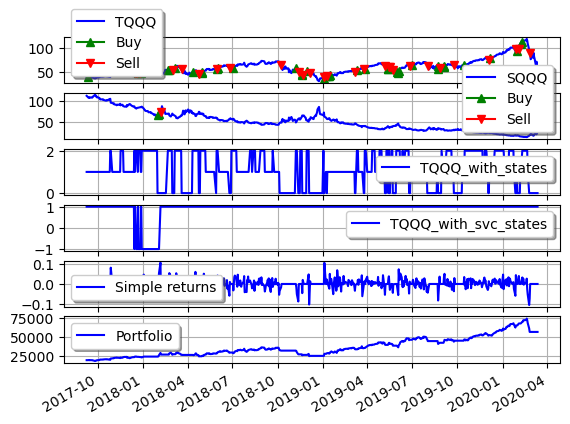 TQQQ
Buy
Sell
100
50
SQQQ
Buy
Sell
100
50
2
0
TQQQ_with_states
1
0
−1
TQQQ_with_svc_states
0.1
0.0
−0.1
Simple returns
75000
50000
25000
Portfolio
2017-10
2018-01
2018-04
2018-07
2018-10
2019-01
2019-04
2019-07
2019-10
2020-01
2020-04